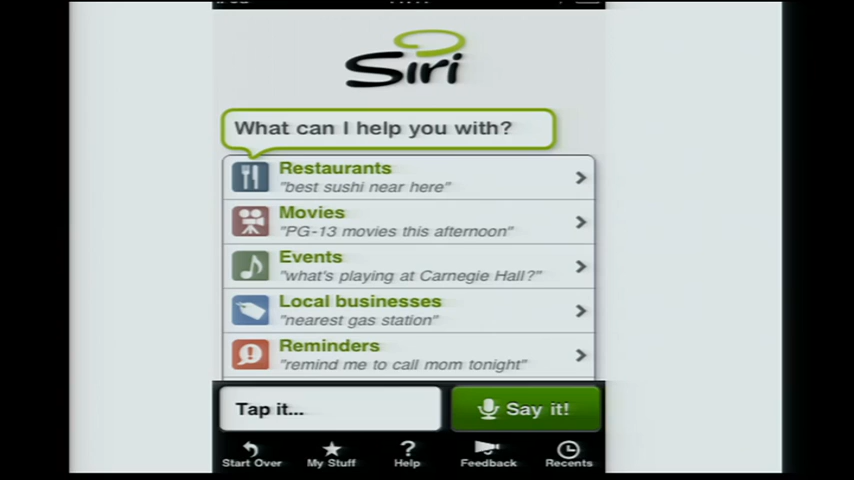 Siri
What can I help you with?
Restaurants
"best sushi near here"
Movies
"PG-13 movies this afternoon"
Events
"what's playing at Carnegie Hall?"
Local businesses
"nearest gas station"
Reminders
"remind me to call mom tonight"
Tap it...
Say it!
Start Over My Stuff Help Feedback Recents